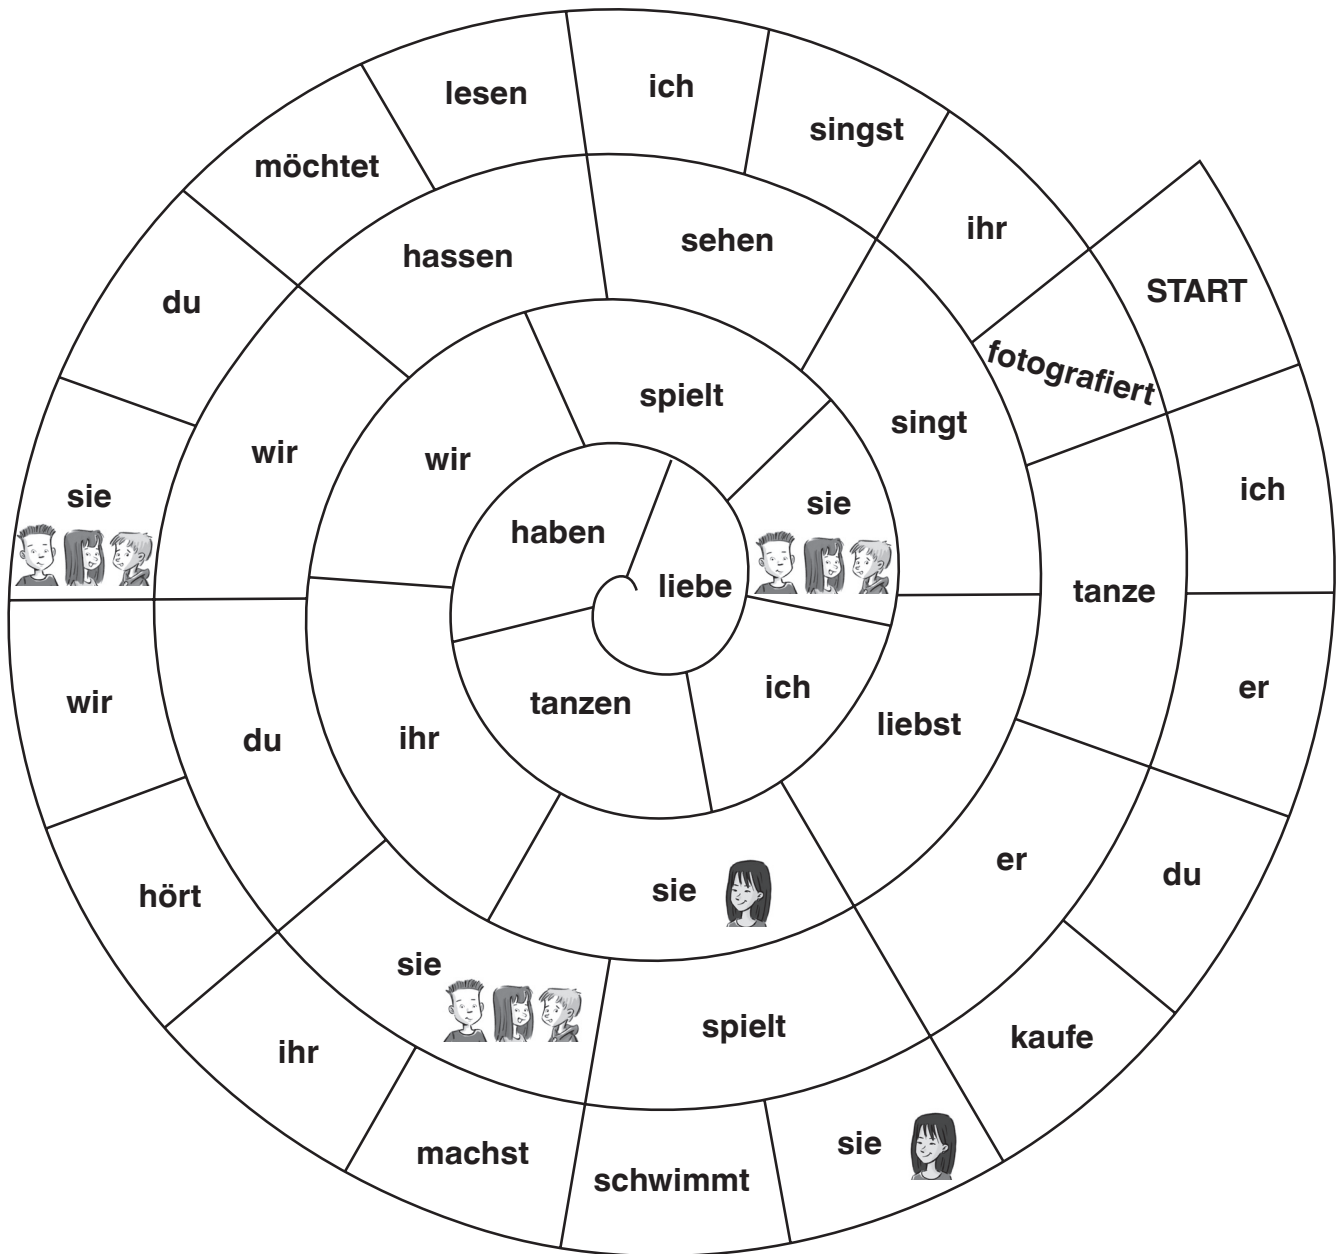 START
ich
er
du
kaufe
sie
schwimmt
machst
ihr
hört
wir
sie
du
möchtet
lesen
ich
singst
ihr
fotografiert
tanze
er
spielt
sie
du
wir
hassen
sehen
singt
liebst
sie
ihr
wir
spielt
sie
ich
tanzen
haben
liebe